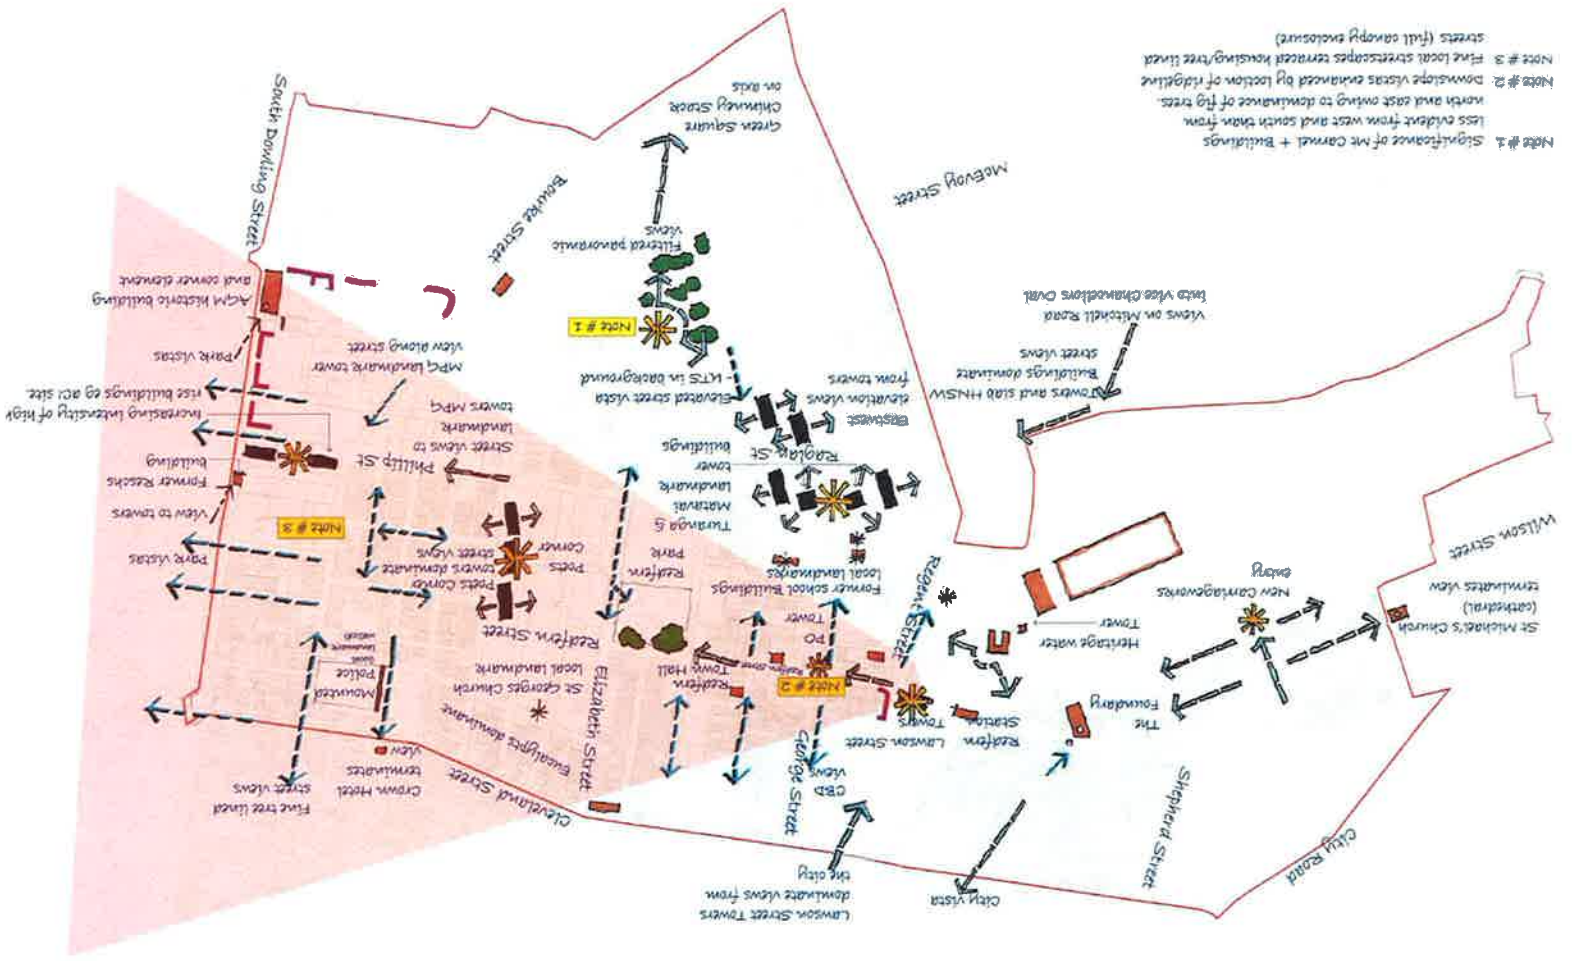 City vista
Lawson Street Towers
dominate views from
the city
City Road
Shepherd Street
CBD
views
George Street
Cleveland Street
Crown Hotel
terminates
view
Fine tree lined
street views
The
Foundary
Redfern
Station
Lawson Street
Towers
Note # 2
Redfern
Town Hall
PO
Tower
Elizabeth Street
Eucalypts dominane
St Georges Church
local landmark
Mounted
Police
St Michael's Church
(cathedral)
terminates view
Wilson Street
New Carriageworks
entry
Heritage water
Tower
Regent Street
Former school Buildings
local landmarks
Redfern Street
Redfern
Park
Poets
Corner
Poets Corner
towers dominate
street views
Note # 3
Park vistas
View to towers
Former Reschs
building
Turanga &
Matavai
landmark
tower
buildings
Raglan St
Eastwest
elevation views
from towers
Phillip St
Street views to
landmark
towers MPG
Increasing intensity of high
rise buildings eg aci site
Park vistas
Towers and slab HNSW
Buildings dominate
street views
Views on Mitchell Road
into Vice Chancellors Oval
Elevated street vista
- UTS in background
MPG landmark tower
view along street
Note # 1
AGM historic building
and corner element
Filtered panoramic
views
Bourke Street
South Dowling Street
McEvoy Street
Green Square
Chimney Stack
on axis
Note # 1 Significance of Mt Carmel + Buildings
less evident from west and south than from
north and east owing to dominance of fig trees.
Note # 2 Downslope vistas enhanced by location of ridgeline
Note # 3 Fine local streetscapes terraced housing/tree lined
streets (full canopy enclosure)